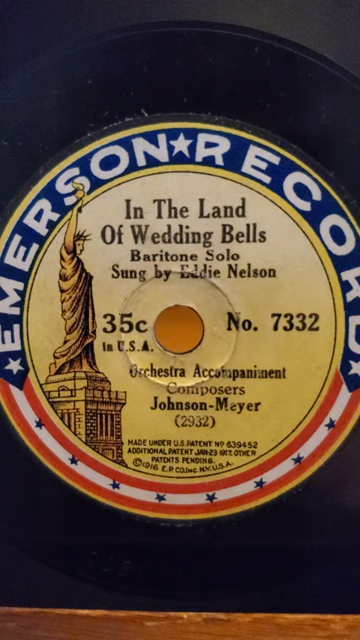 EMERSON★RECORD
In The Land
Of Wedding Bells
Baritone Solo
Sung by Eddie Nelson
35c No. 7332
in U.S.A.
Orchestra Accompaniment
Composers
Johnson-Meyer
(2932)
MADE UNDER U.S. PATENT Nº 639452
ADDITIONAL PATENT JAN-23-1917. OTHER
PATENTS PENDING.
©1916 E.P.CO.INC. N.Y. U.S.A.